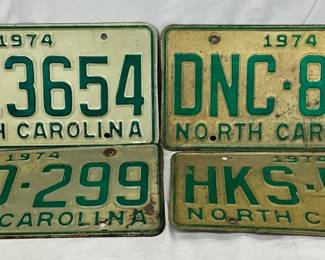 1974
3654
H CAROLINA
1974
DNC-8
NORTH CAR
1974
-299
CAROLINA
1974
HKS-
NORTH C